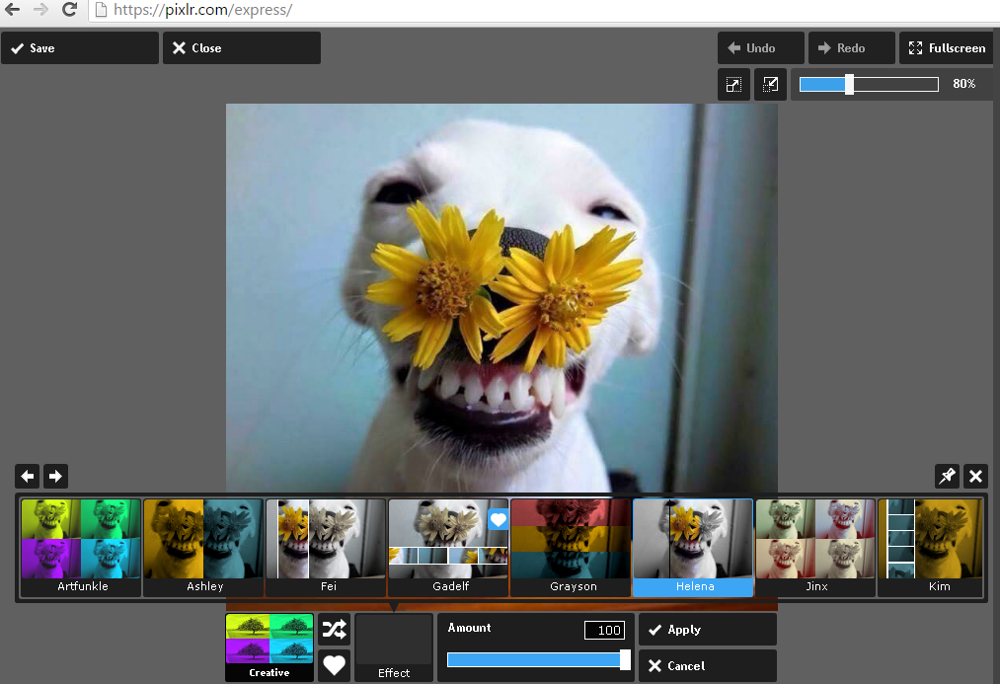 https://pixlr.com/express/
Save
Close
Undo
Redo
Fullscreen
80%
Artfunkle
Ashley
Fei
Gadelf
Grayson
Helena
Jinx
Kim
Creative
Effect
Amount
100
Apply
Cancel